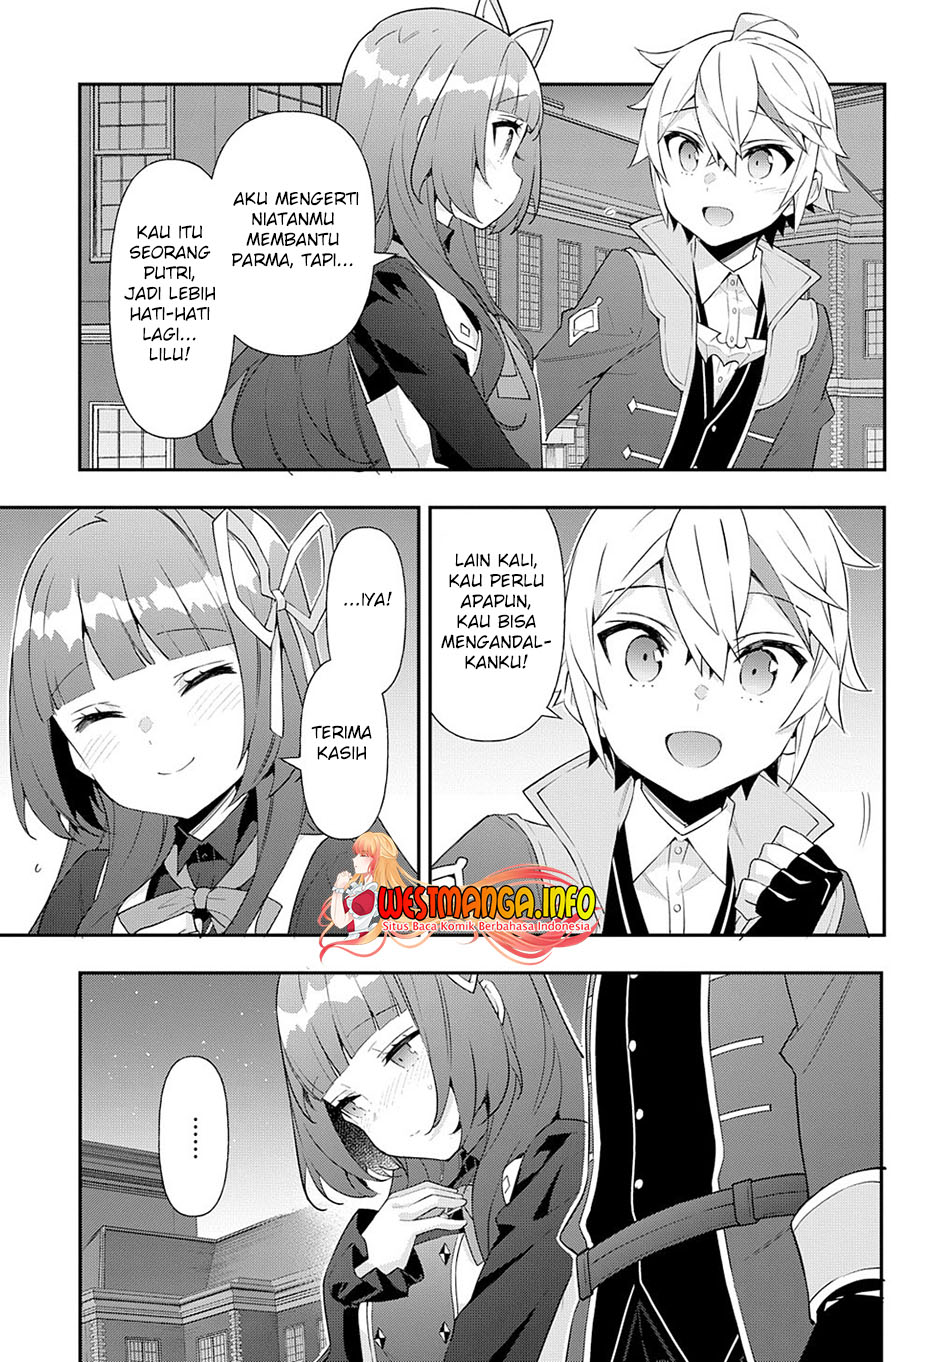 AKU MENGERTI
NIATANMU
MEMBANTU
PARMA, TAPI...
KAU ITU
SEORANG
PUTRI,
JADI LEBIH
HATI-HATI
LAGI...
LILU!
LAIN KALI,
KAU PERLU
APAPUN,
KAU BISA
MENGANDAL-
KANKU!
...IYA!
TERIMA
KASIH
WESTMANGA.INFO
Situs Baca Komik Berbahasa Indonesia
........